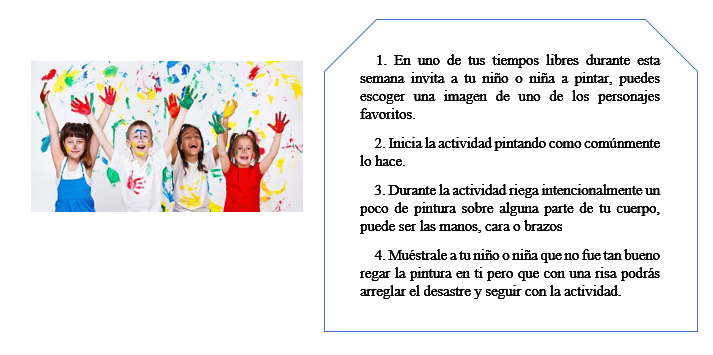 1. En uno de tus tiempos libres durante esta
semana invita a tu niño o niña a pintar, puedes
escoger una imagen de uno de los personajes
favoritos.
2. Inicia la actividad pintando como comúnmente
lo hace.
3. Durante la actividad riega intencionalmente un
poco de pintura sobre alguna parte de tu cuerpo,
puede ser las manos, cara o brazos
4. Muéstrale a tu niño o niña que no fue tan bueno
regar la pintura en ti pero que con una risa podrás
arreglar el desastre y seguir con la actividad.